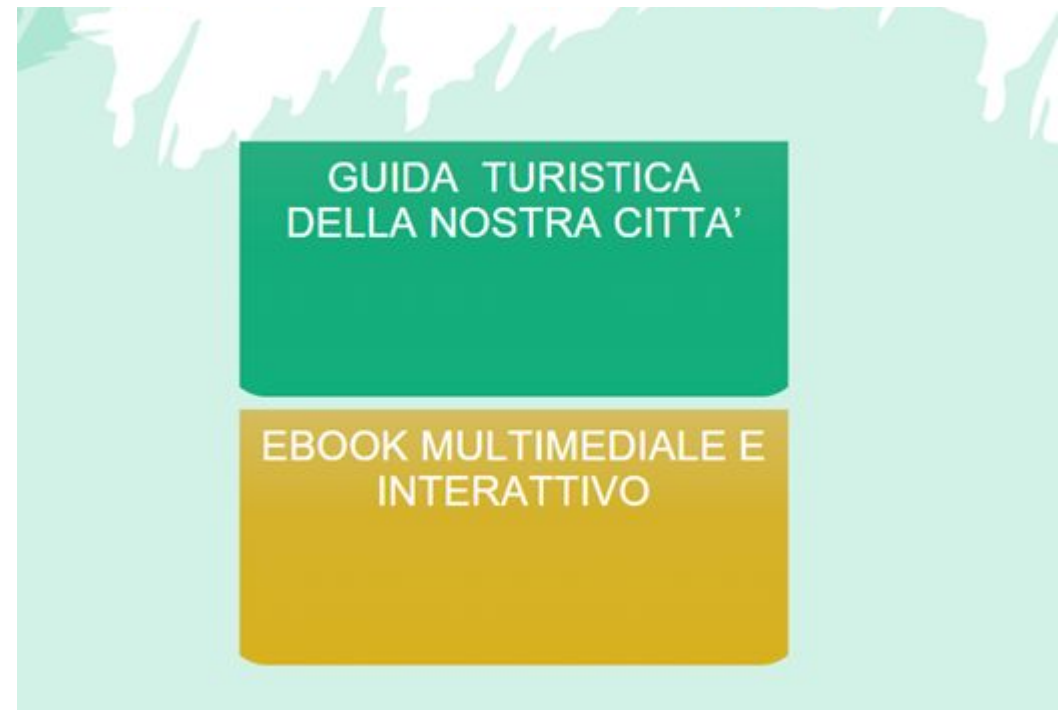 GUIDA  TURISTICA
DELLA NOSTRA CITTA’
EBOOK MULTIMEDIALE E
INTERATTIVO